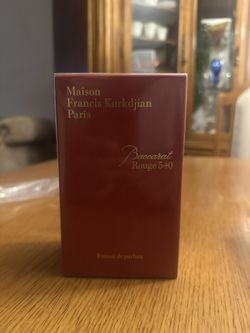 Maison
Francis Kurkdjian
Paris
Baccarat
Rouge 540
Extrait de parfum